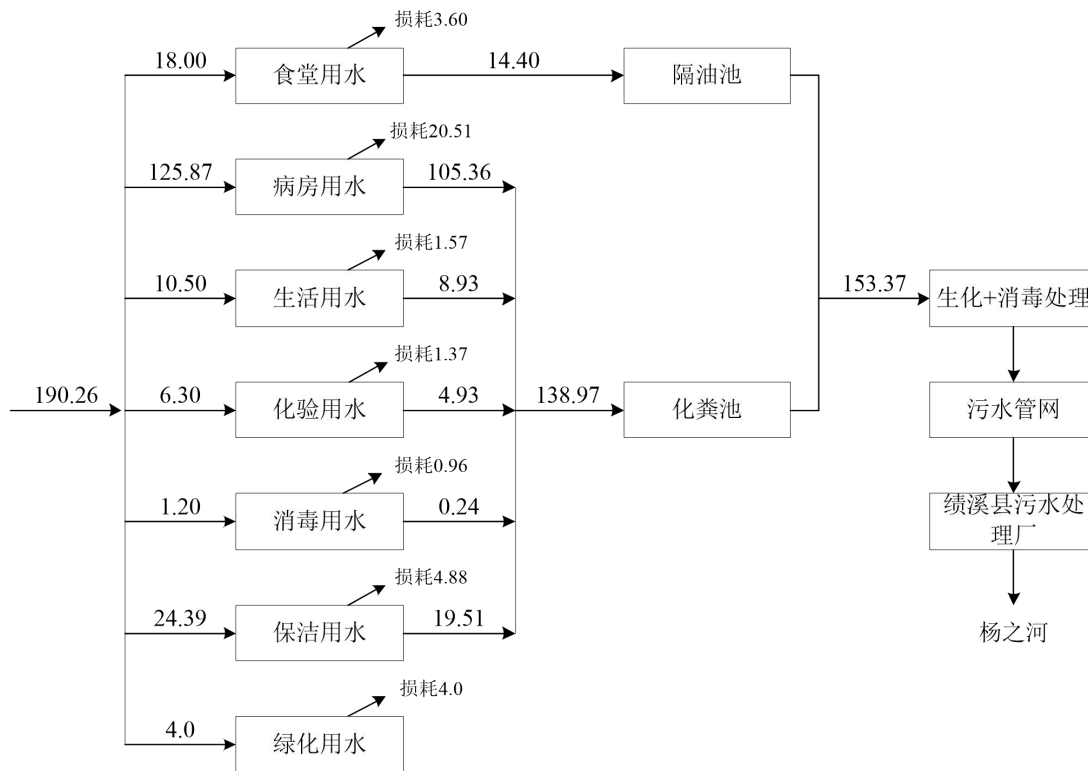 损耗3.60
18.00
食堂用水
14.40
隔油池
损耗20.51
125.87
病房用水
105.36
损耗1.57
10.50
生活用水
8.93
153.37
生化+消毒处理
损耗1.37
190.26
6.30
化验用水
4.93
138.97
化粪池
污水管网
损耗0.96
1.20
消毒用水
0.24
绩溪县污水处
理厂
损耗4.88
24.39
保洁用水
19.51
杨之河
损耗4.0
4.0
绿化用水